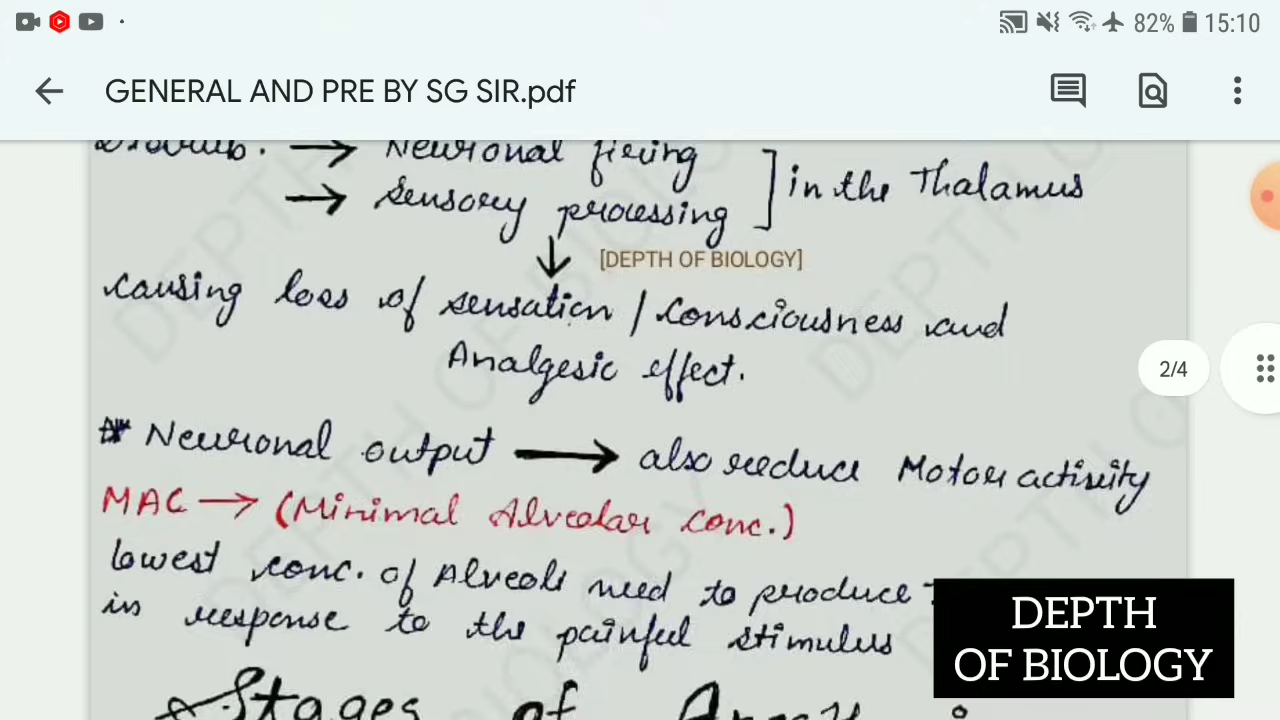 82% 15:10
GENERAL AND PRE BY SG SIR.pdf
→ Neuronal firing
→ Sensory processing ] in the Thalamus
[DEPTH OF BIOLOGY]
causing loss of sensation / Consciousness and
Analgesic effect.
2/4
* Neuronal output → also reduce Motor activity
MAC → (Minimal Alveolar conc.)
lowest conc. of Alveoli need to produce
in response to the painful stimulus
DEPTH
OF BIOLOGY
Stages of